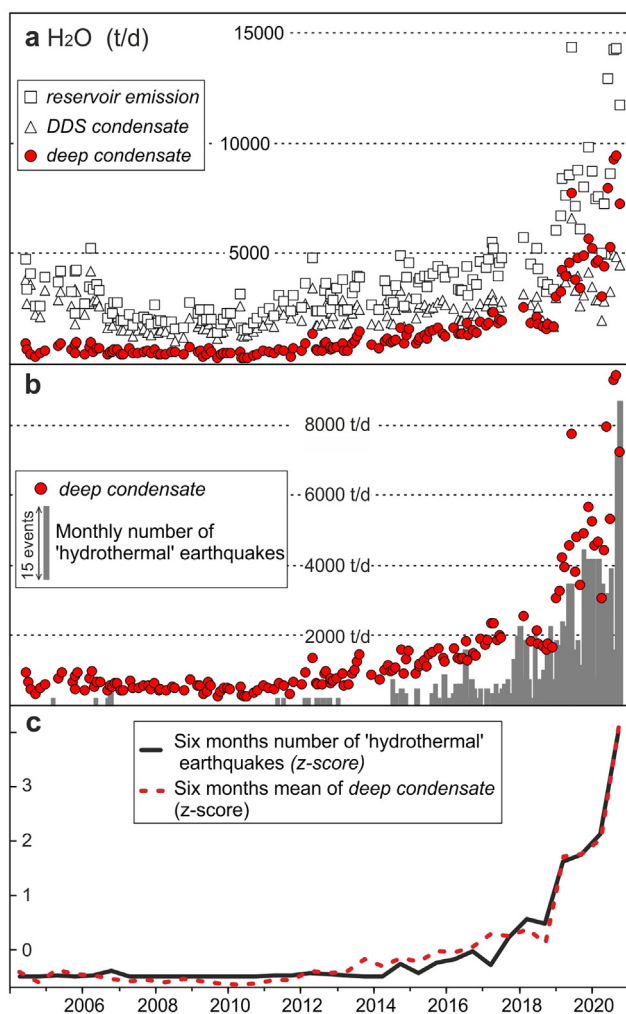 a H₂O (t/d)
15000
reservoir emission
DDS condensate
deep condensate
10000
5000
b
8000 t/d
deep condensate
15 events
Monthly number of
'hydrothermal' earthquakes
6000 t/d
4000 t/d
2000 t/d
c
Six months number of 'hydrothermal'
earthquakes (z-score)
Six months mean of deep condensate
(z-score)
3
2
1
0
2006 2008 2010 2012 2014 2016 2018 2020